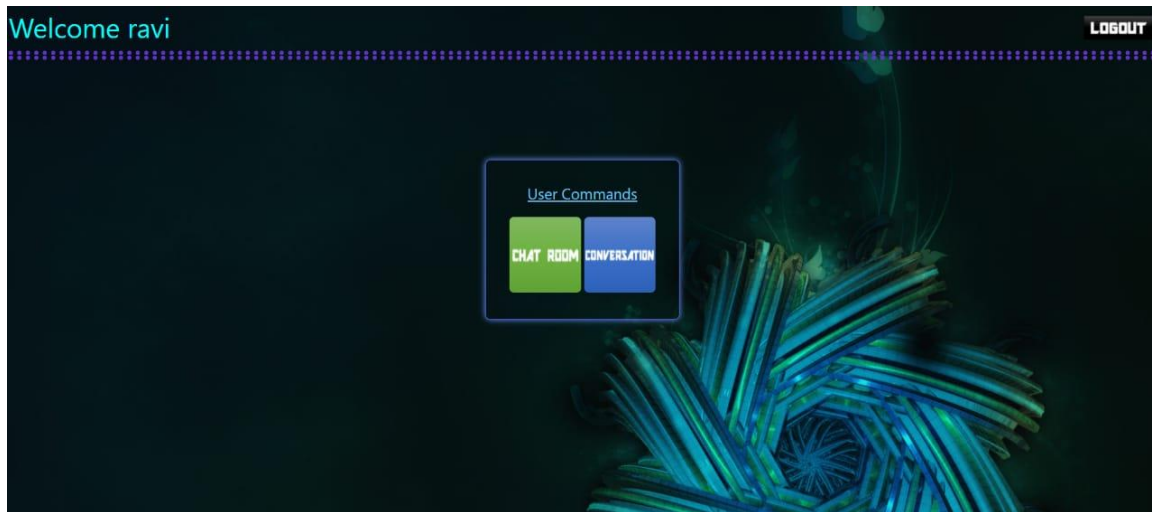 Welcome ravi
LOGOUT
User Commands
CHAT ROOM
CONVERSATION